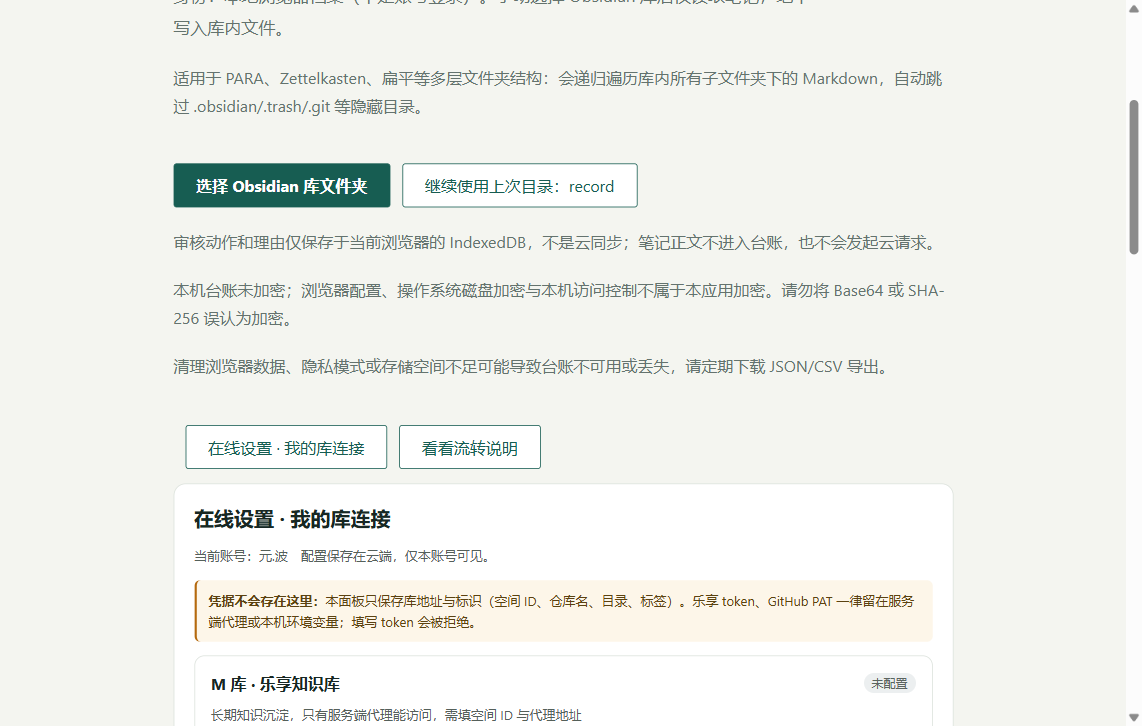 写入库内文件。
适用于 PARA、Zettelkasten、扁平等多层文件夹结构：会递归遍历库内所有子文件夹下的 Markdown，自动跳
过 .obsidian/.trash/.git 等隐藏目录。
选择 Obsidian 库文件夹
继续使用上次目录：record
审核动作和理由仅保存于当前浏览器的 IndexedDB，不是云同步；笔记正文不进入台账，也不会发起云请求。
本机台账未加密；浏览器配置、操作系统磁盘加密与本机访问控制不属于本应用加密。请勿将 Base64 或 SHA-
256 误认为加密。
清理浏览器数据、隐私模式或存储空间不足可能导致台账不可用或丢失，请定期下载 JSON/CSV 导出。
在线设置 · 我的库连接
看看流转说明
在线设置 · 我的库连接
当前账号：元.波 配置保存在云端，仅本账号可见。
凭据不会存在这里：本面板只保存库地址与标识（空间 ID、仓库名、目录、标签）。乐享 token、GitHub PAT 一律留在服务
端代理或本机环境变量；填写 token 会被拒绝。
M 库 · 乐享知识库
未配置
长期知识沉淀，只有服务端代理能访问，需填空间 ID 与代理地址